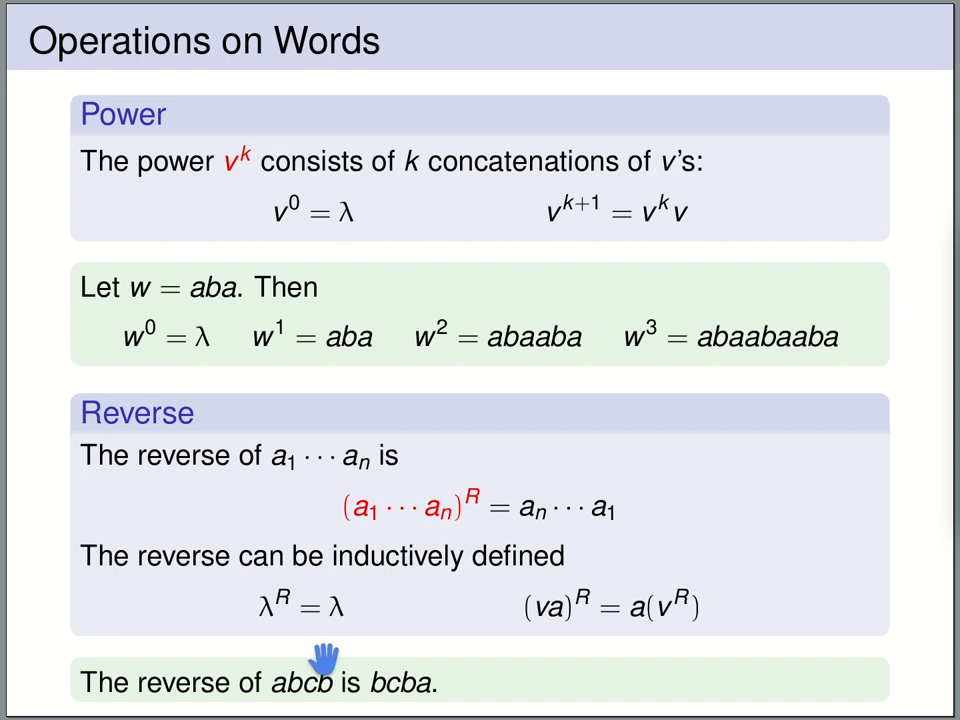 Operations on Words
Power
The power v^k consists of k concatenations of v's:
v^0 = λ v^{k+1} = v^k v
Let w = aba. Then
w^0 = λ w^1 = aba w^2 = abaaba w^3 = abaabaaba
Reverse
The reverse of a_1 ··· a_n is
(a_1 ··· a_n)^R = a_n ··· a_1
The reverse can be inductively defined
λ^R = λ (va)^R = a(v^R)
The reverse of abcb is bcba.